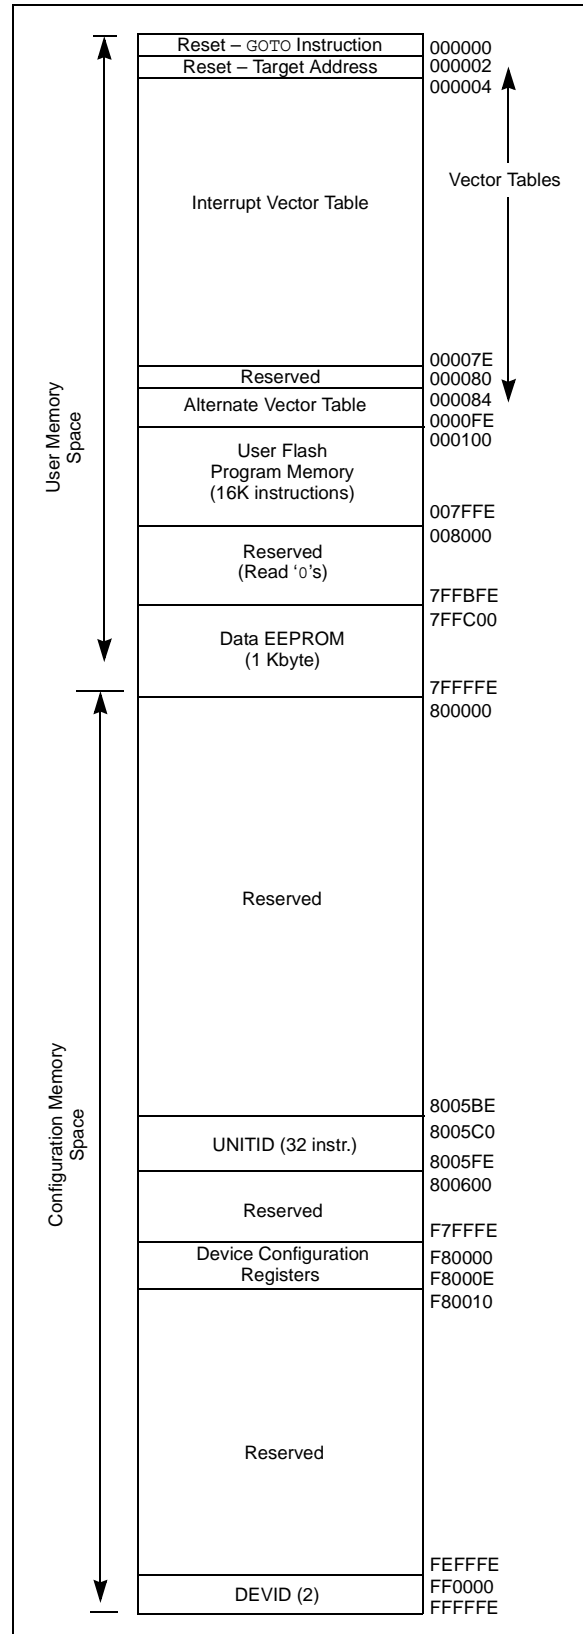 Reset – GOTO Instruction
000000
Reset – Target Address
000002
000004
Vector Tables
Interrupt Vector Table
00007E
Reserved
000080
Alternate Vector Table
000084
0000FE
User Memory
Space
000100
User Flash
Program Memory
(16K instructions)
007FFE
008000
Reserved
(Read ‘0’s)
7FFBFE
7FFC00
Data EEPROM
(1 Kbyte)
7FFFFE
800000
Reserved
Configuration Memory
Space
8005BE
8005C0
UNITID (32 instr.)
8005FE
800600
Reserved
F7FFFE
Device Configuration
Registers
F80000
F8000E
F80010
Reserved
FEFFFE
FF0000
DEVID (2)
FFFFFE